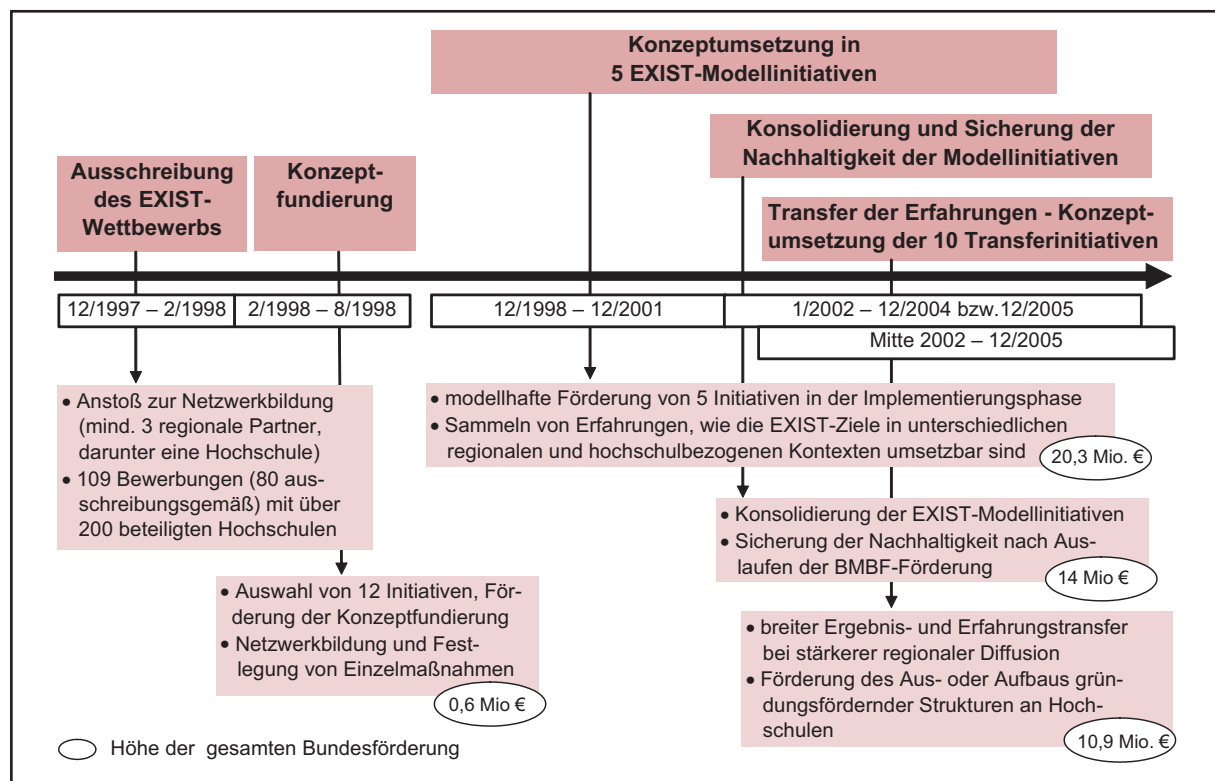 Konzeptumsetzung in
5 EXIST-Modellinitiativen
Konsolidierung und Sicherung der
Nachhaltigkeit der Modellinitiativen
Ausschreibung
des EXIST-
Wettbewerbs
Konzept-
fundierung
Transfer der Erfahrungen - Konzept-
umsetzung der 10 Transferinitiativen
12/1997 – 2/1998
2/1998 – 8/1998
12/1998 – 12/2001
1/2002 – 12/2004 bzw.12/2005
Mitte 2002 – 12/2005
• Anstoß zur Netzwerkbildung
(mind. 3 regionale Partner,
darunter eine Hochschule)
• 109 Bewerbungen (80 aus-
schreibungsgemäß) mit über
200 beteiligten Hochschulen
• modellhafte Förderung von 5 Initiativen in der Implementierungsphase
• Sammeln von Erfahrungen, wie die EXIST-Ziele in unterschiedlichen
regionalen und hochschulbezogenen Kontexten umsetzbar sind
20,3 Mio. €
• Konsolidierung der EXIST-Modellinitiativen
• Sicherung der Nachhaltigkeit nach Aus-
laufen der BMBF-Förderung
14 Mio €
• Auswahl von 12 Initiativen, För-
derung der Konzeptfundierung
• Netzwerkbildung und Fest-
legung von Einzelmaßnahmen
0,6 Mio €
• breiter Ergebnis- und Erfahrungstransfer
bei stärkerer regionaler Diffusion
• Förderung des Aus- oder Aufbaus grün-
dungsfördernder Strukturen an Hoch-
schulen
10,9 Mio. €
Höhe der gesamten Bundesförderung